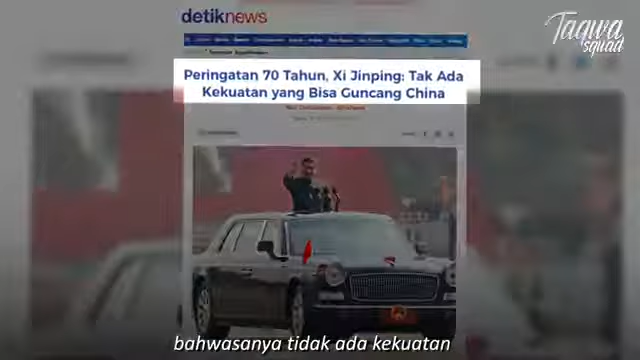 detiknews
Taqwa
squad
Peringatan 70 Tahun, Xi Jinping: Tak Ada
Kekuatan yang Bisa Guncang China
bahwasanya tidak ada kekuatan